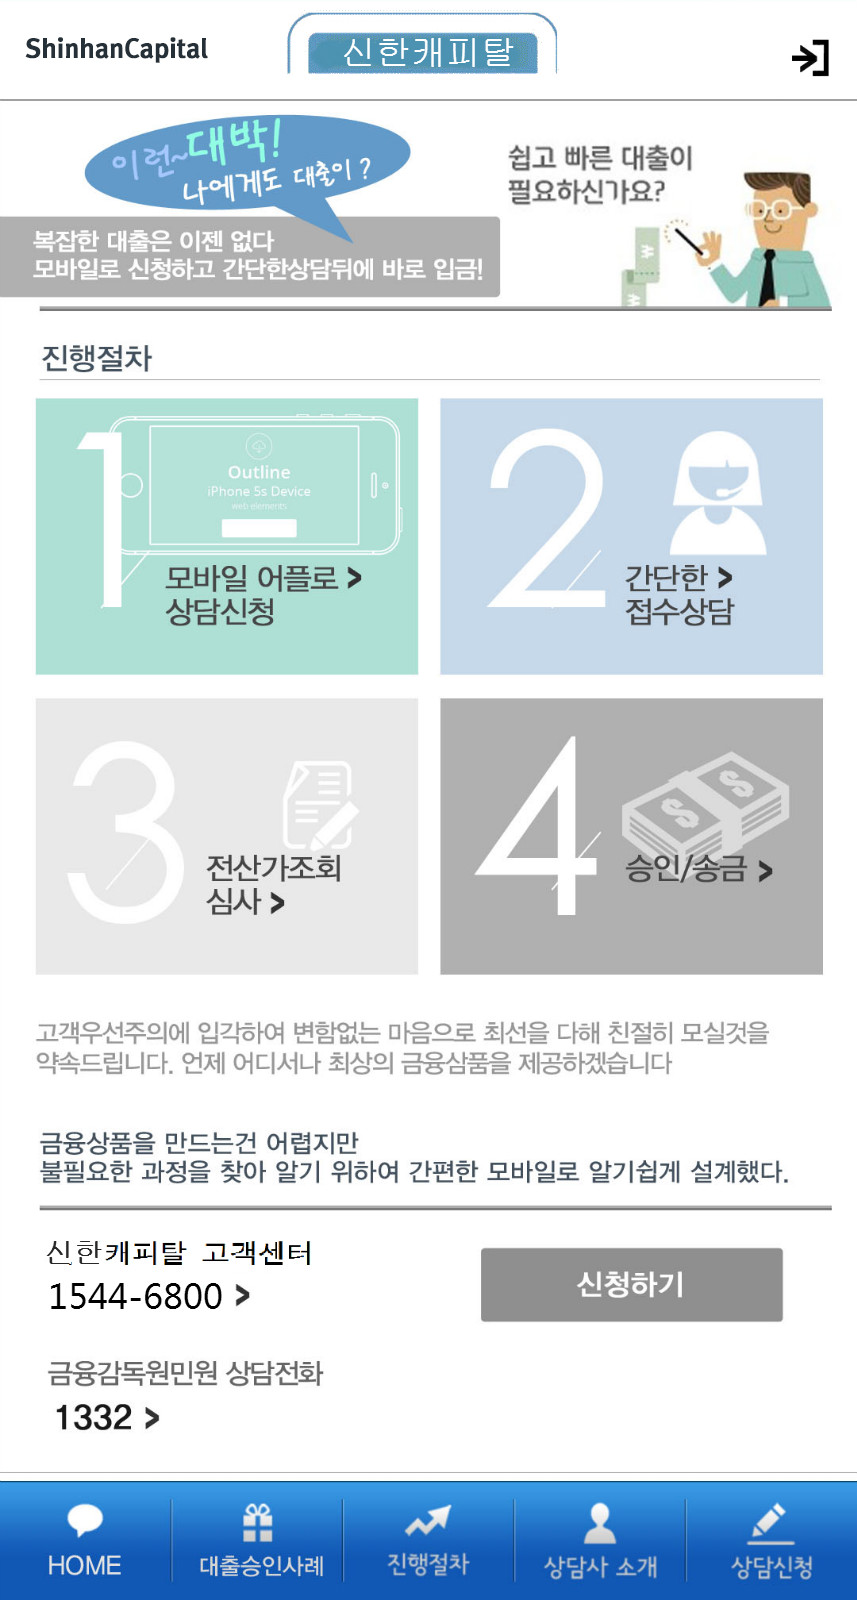 ShinhanCapital
신한캐피탈
이런~대박!
나에게도 대출이?
쉽고 빠른 대출이
필요하신가요?
복잡한 대출은 이젠 없다
모바일로 신청하고 간단한상담뒤에 바로 입금!
진행절차
1
Outline
iPhone 5s Device
web elements
모바일 어플로 >
상담신청
2
간단한 >
접수상담
3
전산가조회
심사 >
4
승인/송금 >
고객우선주의에 입각하여 변함없는 마음으로 최선을 다해 친절히 모실것을
약속드립니다. 언제 어디서나 최상의 금융삼품을 제공하겠습니다
금융상품을 만드는건 어렵지만
불필요한 과정을 찾아 알기 위하여 간편한 모바일로 알기쉽게 설계했다.
신한캐피탈 고객센터
1544-6800 >
신청하기
금융감독원민원 상담전화
1332 >
HOME
대출승인사례
진행절차
상담사 소개
상담신청